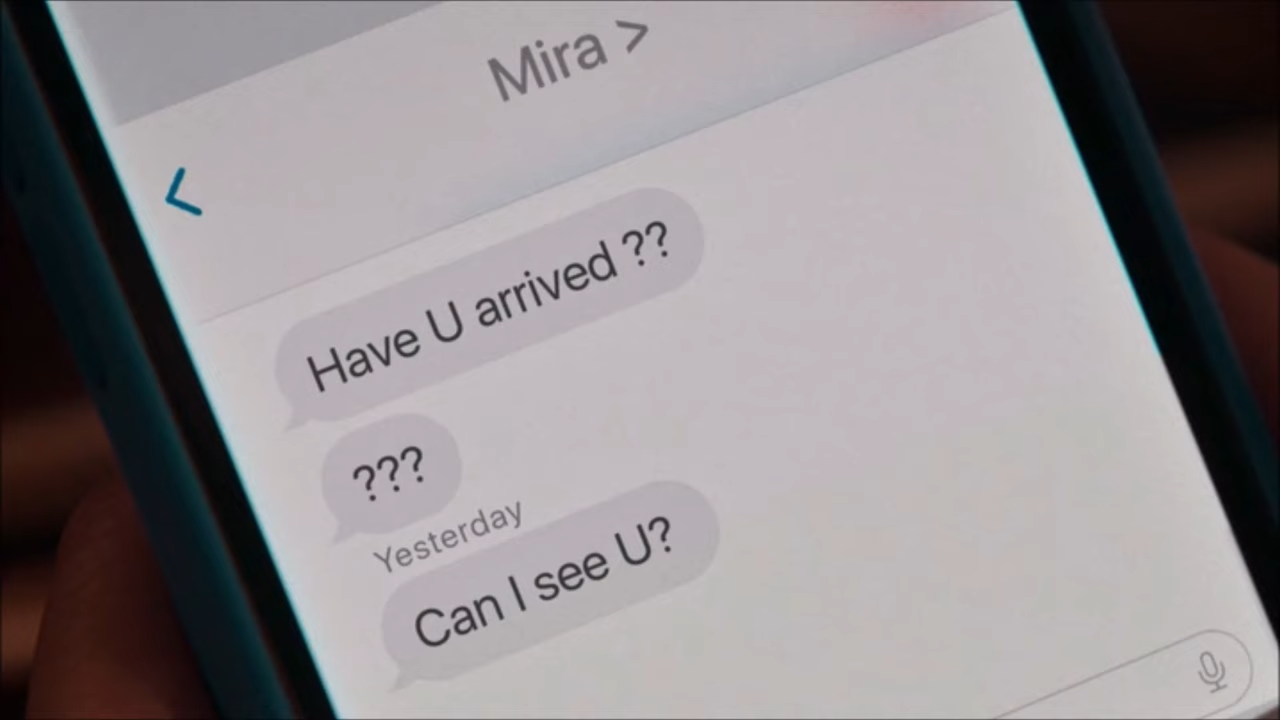 Mira >
Have U arrived ??
???
Yesterday
Can I see U?